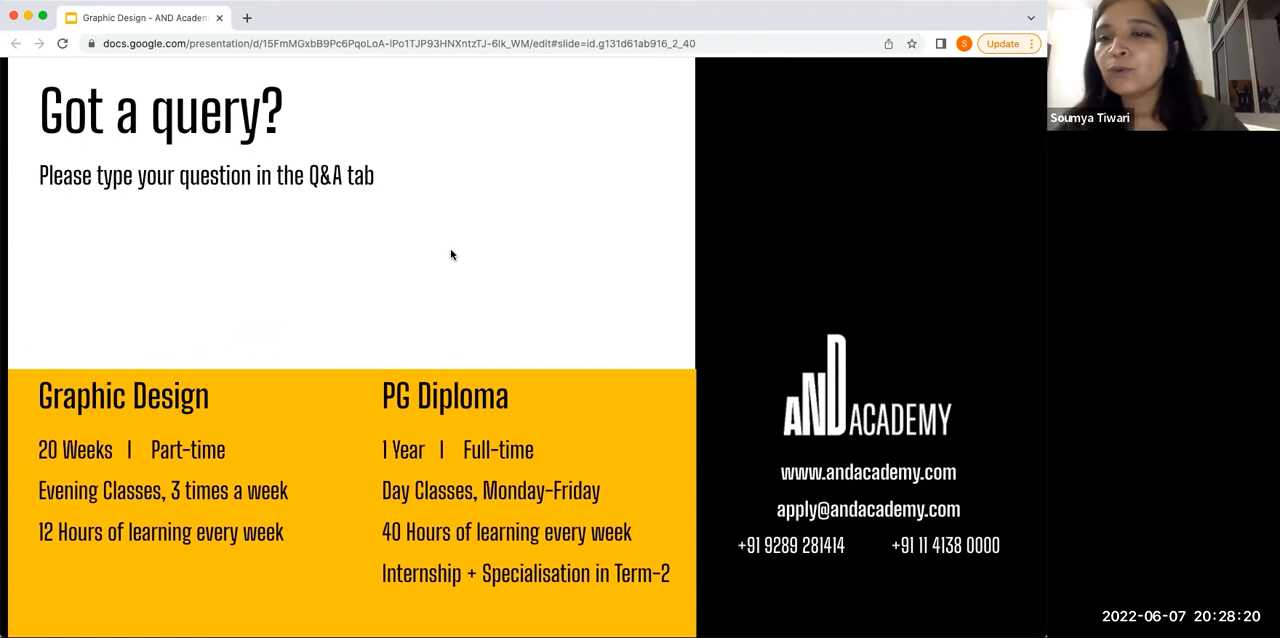 Graphic Design - AND Academ
docs.google.com/presentation/d/15FmMGxbB9Pc6PqoLoA-IPo1TJP93HNXntzTJ-6lk_WM/edit#slide=id.g131d61ab916_2_40
S
Update
Soumya Tiwari
Got a query?
Please type your question in the Q&A tab
Graphic Design
20 Weeks | Part-time
Evening Classes, 3 times a week
12 Hours of learning every week
PG Diploma
1 Year | Full-time
Day Classes, Monday-Friday
40 Hours of learning every week
Internship + Specialisation in Term-2
AND ACADEMY
www.andacademy.com
apply@andacademy.com
+91 9289 281414 +91 11 4138 0000
2022-06-07 20:28:20